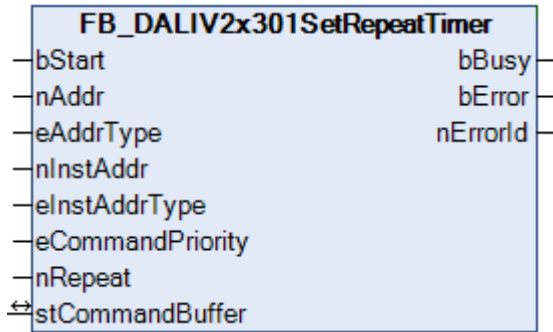 FB_DALIV2x301SetRepeatTimer
bStart bBusy
nAddr bError
eAddrType nErrorId
nInstAddr
eInstAddrType
eCommandPriority
nRepeat
stCommandBuffer